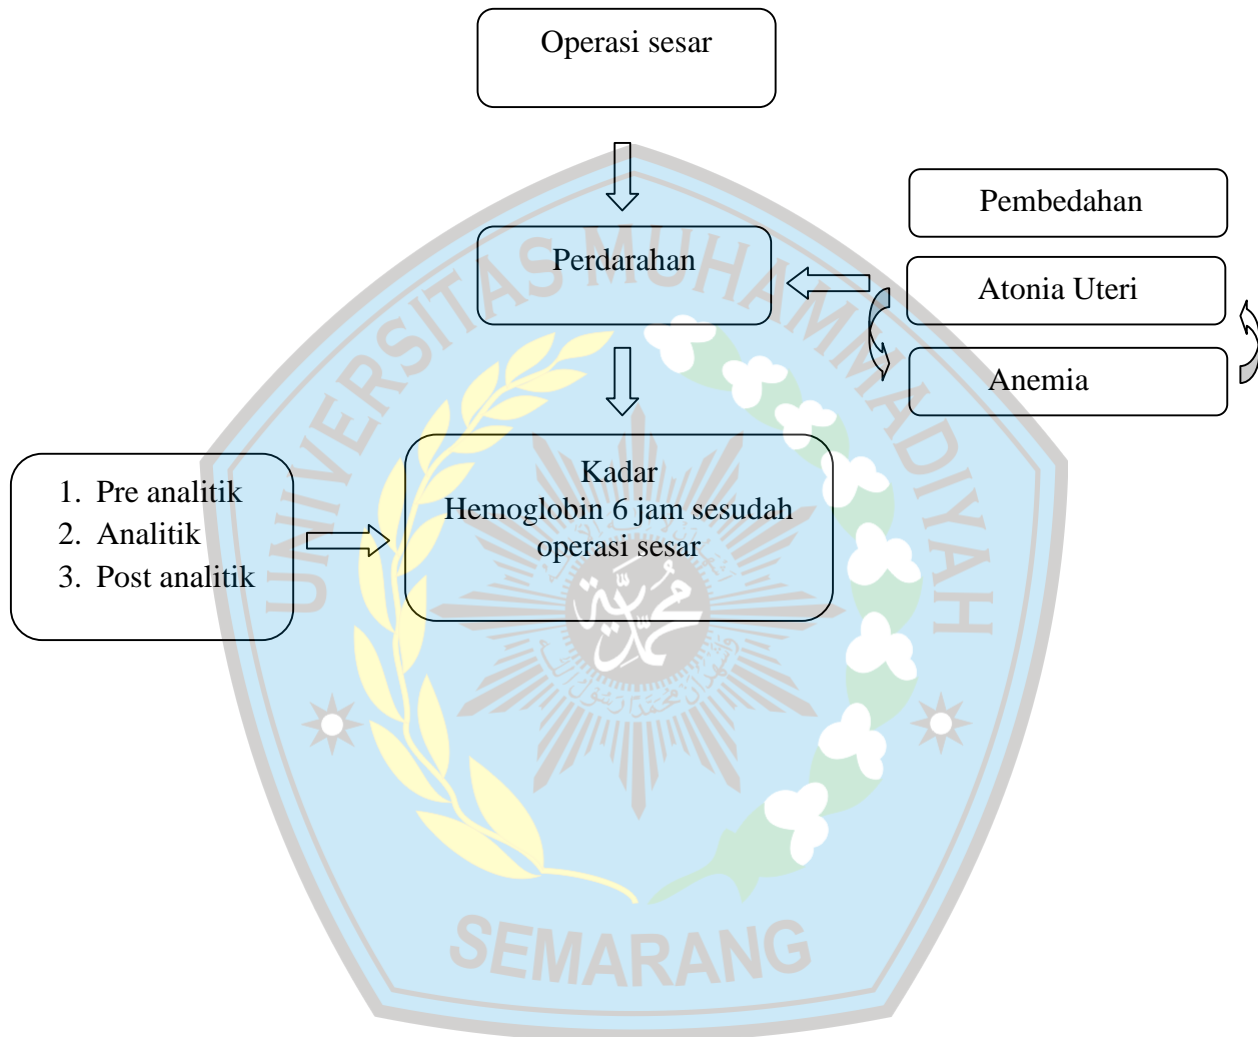 Operasi sesar
Pembedahan
Perdarahan
Atonia Uteri
Anemia
1. Pre analitik
2. Analitik
3. Post analitik
Kadar
Hemoglobin 6 jam sesudah
operasi sesar
UNIVERSITAS MUHAMMADIYAH
SEMARANG
محمدية